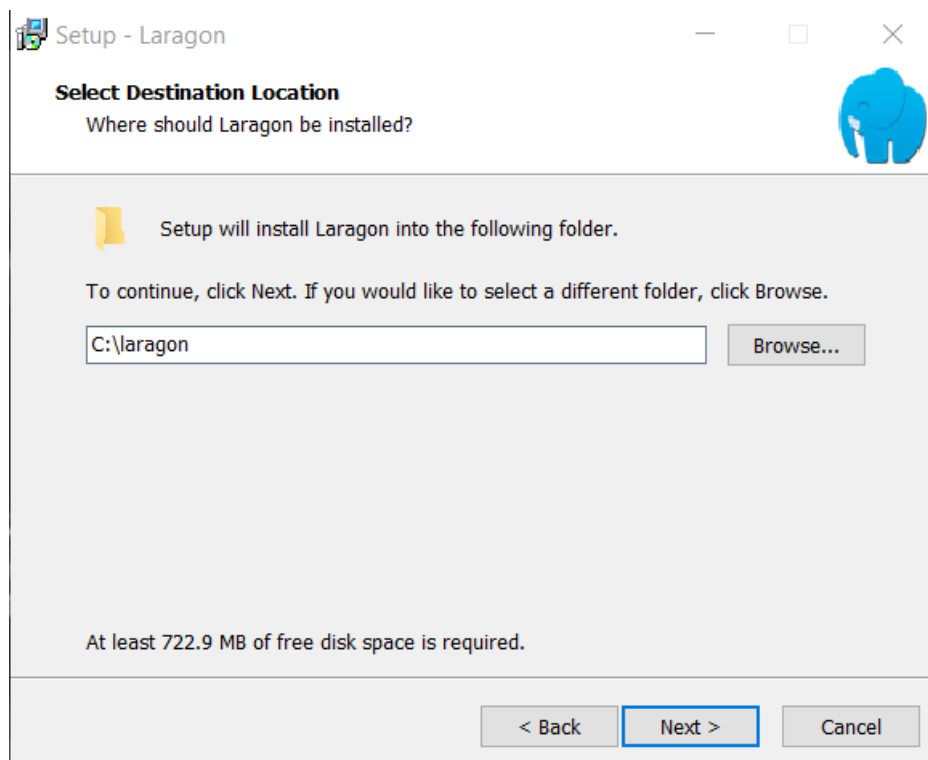 Setup - Laragon
Select Destination Location
Where should Laragon be installed?
Setup will install Laragon into the following folder.
To continue, click Next. If you would like to select a different folder, click Browse.
C:\laragon
Browse...
At least 722.9 MB of free disk space is required.
< Back
Next >
Cancel